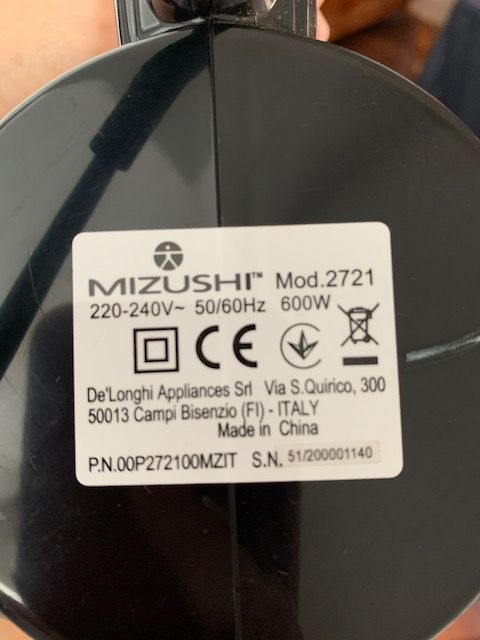 MIZUSHI™ Mod.2721
220-240V~ 50/60Hz 600W
CE
De'Longhi Appliances Srl Via S.Quirico, 300
50013 Campi Bisenzio (FI) - ITALY
Made in China
P.N.00P272100MZIT S.N. 51/200001140